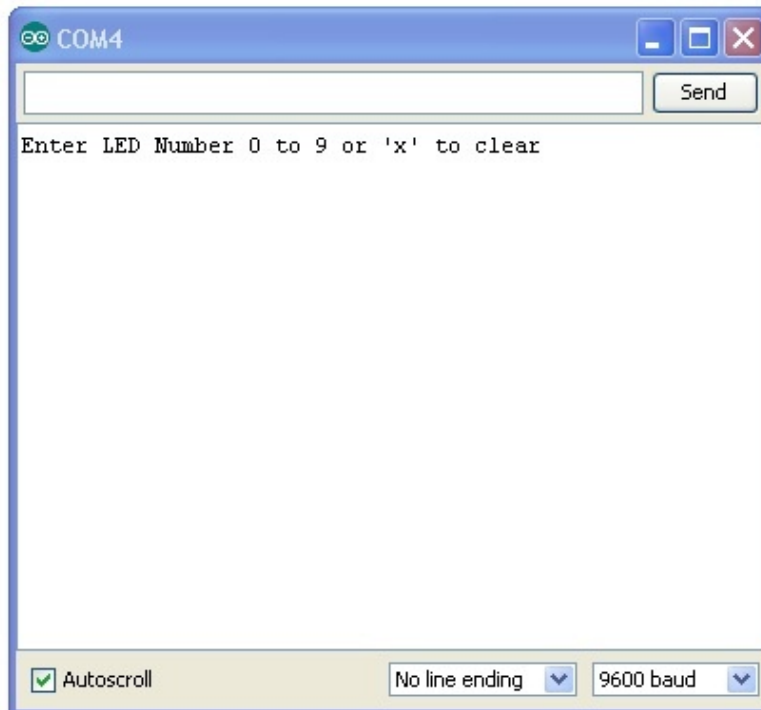 COM4
Send
Enter LED Number 0 to 9 or 'x' to clear
Autoscroll
No line ending
9600 baud